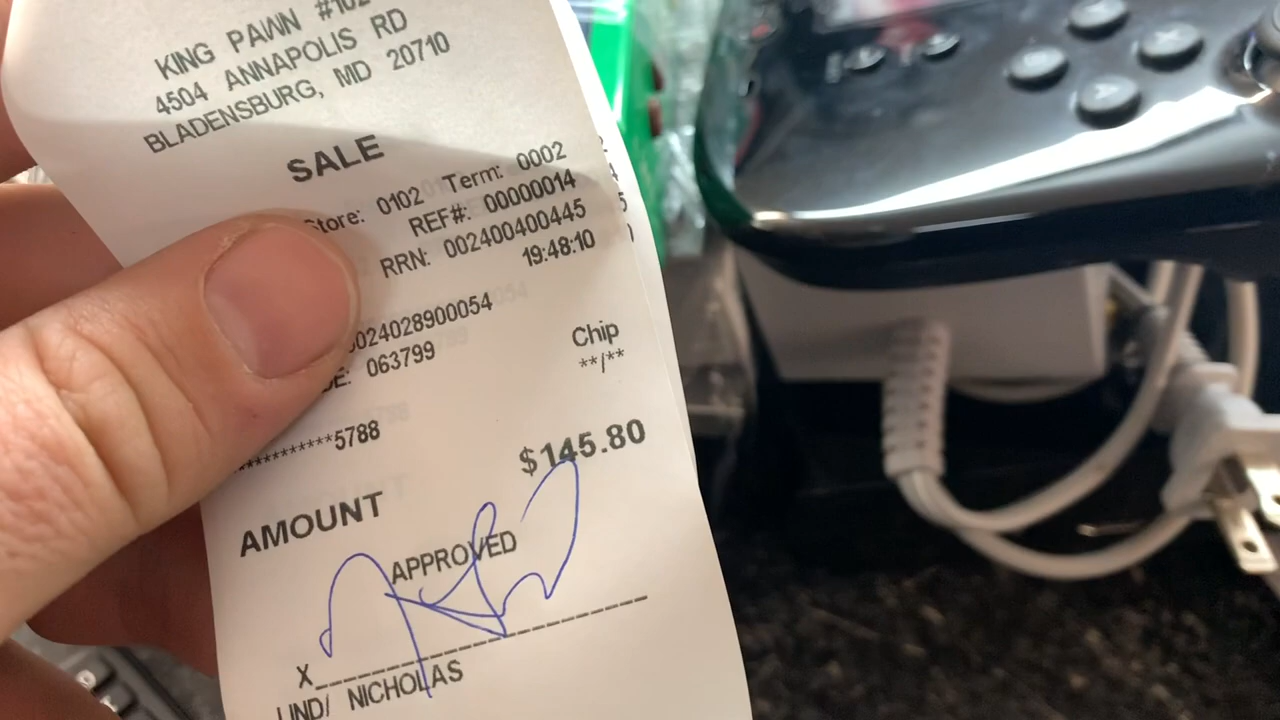 KING PAWN #102
4504 ANNAPOLIS RD
BLADENSBURG, MD 20710
SALE
Store: 0102 Term: 0002
REF#: 00000014
RRN: 002400400445
19:48:10
024028900054
Chip
E: 063799
**/**
***********5788
$145.80
AMOUNT
APPROVED
X
LIND/ NICHOLAS
X
A